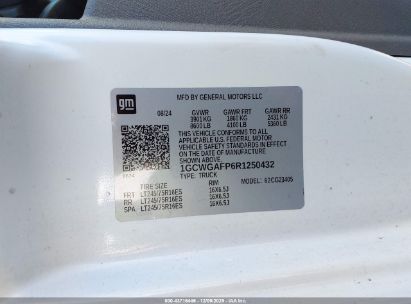 MFD BY GENERAL MOTORS LLC
gm
08/24 GVWR GAWR FRT GAWR RR
3901 KG 1860 KG 2431 KG
8600 LB 4100 LB 5360 LB
THIS VEHICLE CONFORMS TO ALL
APPLICABLE U.S. FEDERAL MOTOR
VEHICLE SAFETY STANDARDS IN
EFFECT ON THE DATE OF MANUFACTURE
SHOWN ABOVE.
1GCWGAFP6R1250432
TYPE: TRUCK
TIRE SIZE RIM MODEL:
FRT LT245/75R16ES 16X6.5J
RR LT245/75R16ES 16X6.5J
SPA LT245/75R16ES 16X6.5J